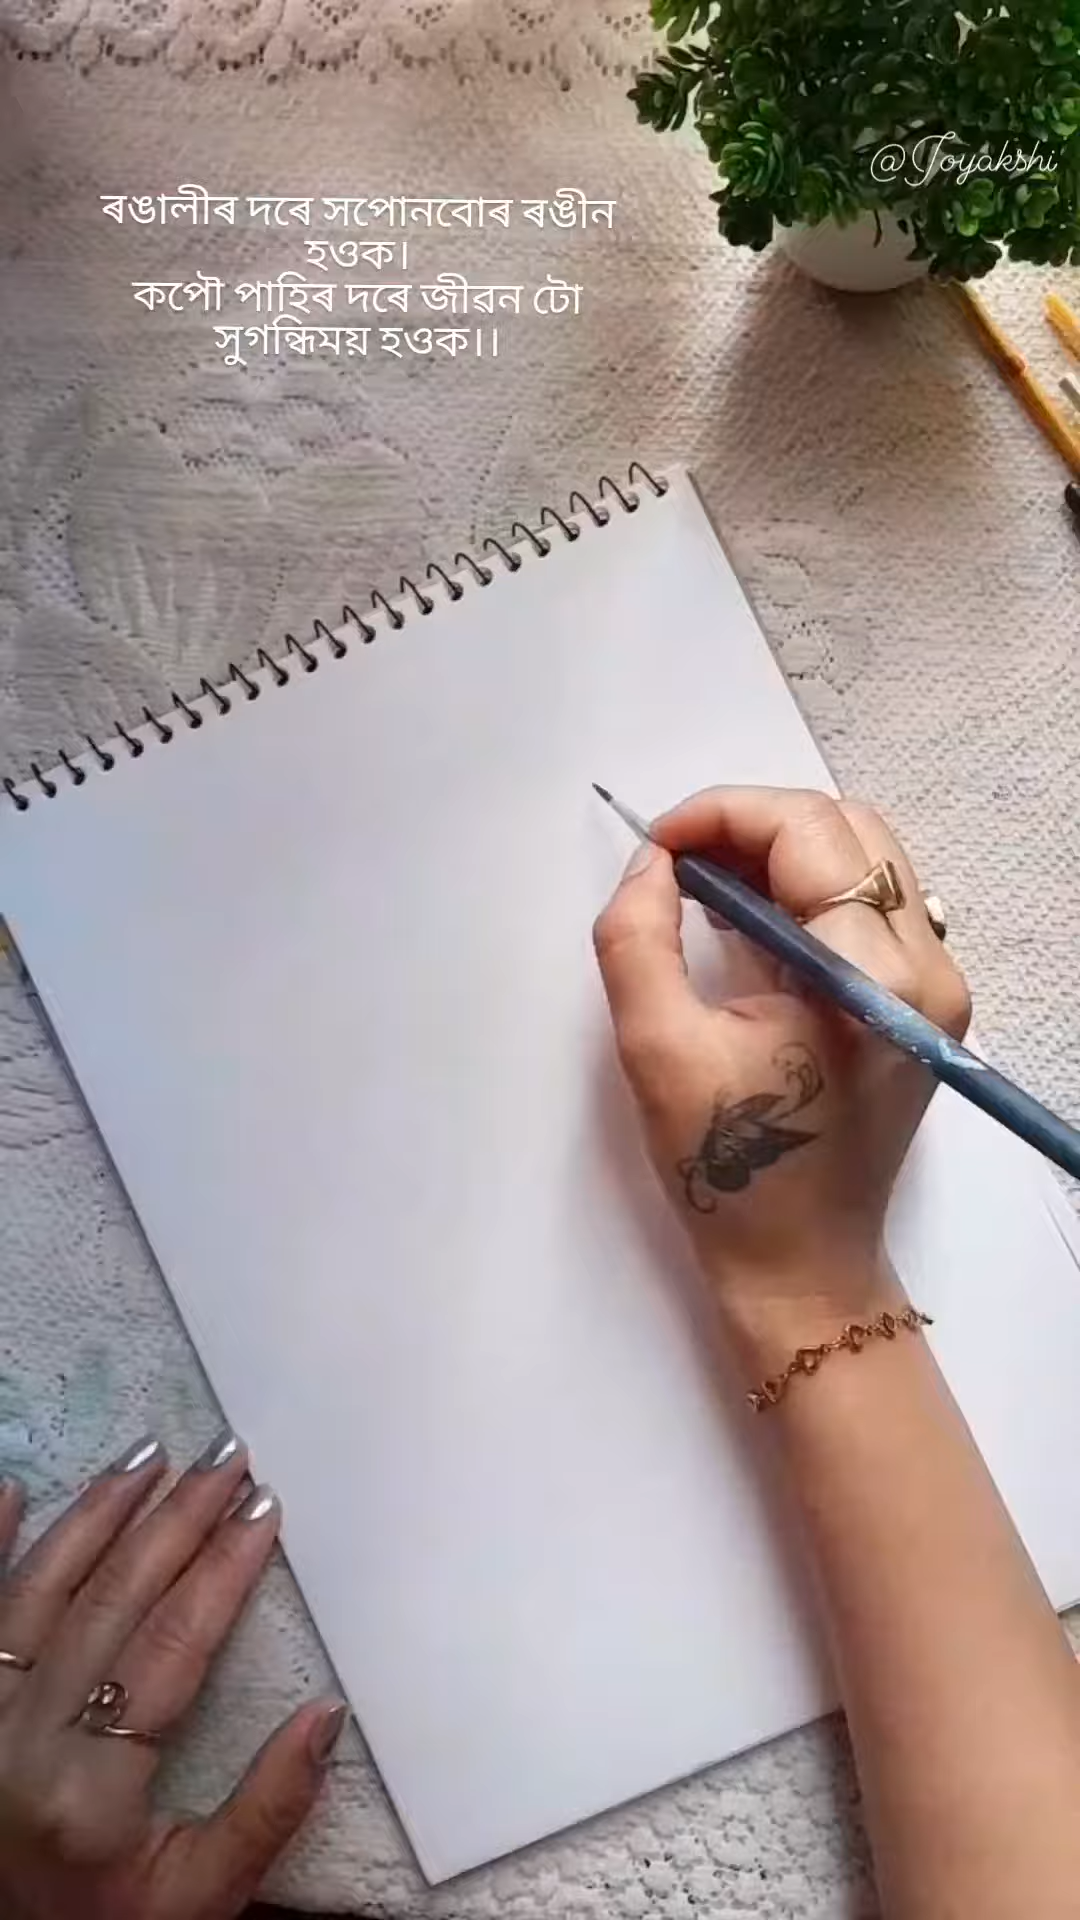 @Joyakshi
ৰঙালীৰ দৰে সপোনবোৰ ৰঙীন
হওক।
কপৌ পাহিৰ দৰে জীৱন টো
সুগন্ধিময় হওক।।